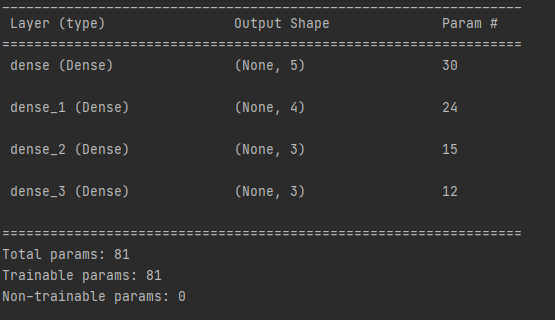 _________________________________________________________________
Layer (type)                Output Shape              Param #
=================================================================
dense (Dense)               (None, 5)                 30
dense_1 (Dense)             (None, 4)                 24
dense_2 (Dense)             (None, 3)                 15
dense_3 (Dense)             (None, 3)                 12
=================================================================
Total params: 81
Trainable params: 81
Non-trainable params: 0